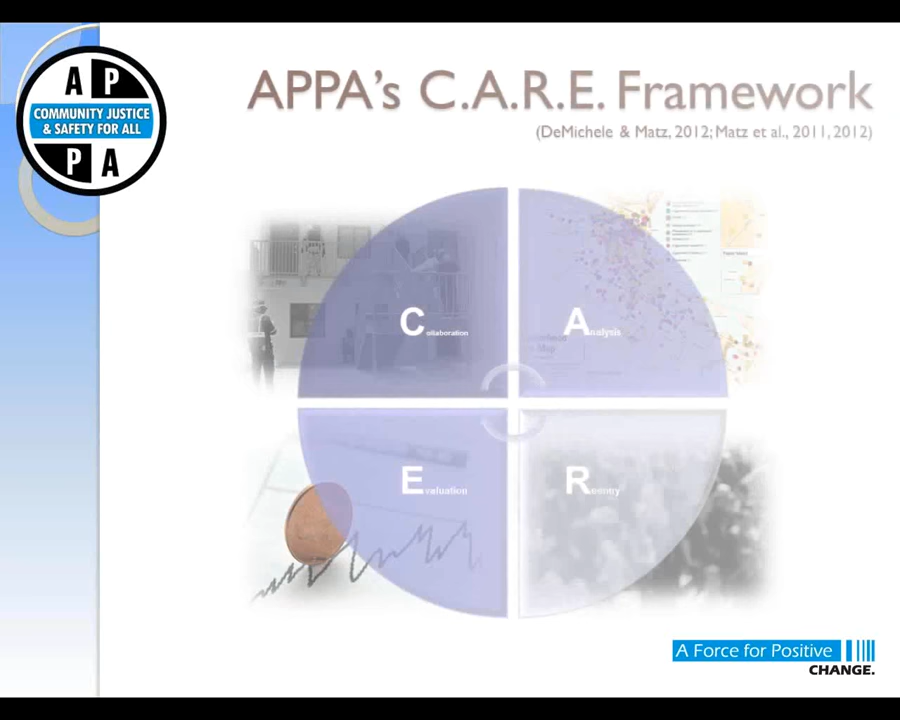 A P
COMMUNITY JUSTICE
& SAFETY FOR ALL
P A
APPA's C.A.R.E. Framework
(DeMichele & Matz, 2012; Matz et al., 2011, 2012)
Collaboration
Analysis
Evaluation
Reentry
A Force for Positive
CHANGE.